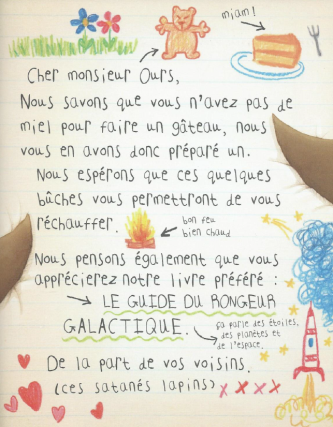 miam!
Cher monsieur Ours,
Nous savons que vous n'avez pas de
miel pour faire un gâteau, nous
vous en avons donc préparé un.
Nous espérons que ces quelques
bûches vous permettront de vous
réchauffer.
bon feu
bien chaud
Nous pensons également que vous
apprécierez notre livre préféré :
LE GUIDE DU RONGEUR
GALACTIQUE.
ça parle des étoiles,
des planètes et
de l'espace.
De la part de vos voisins.
(ces satanés lapins) x x x x